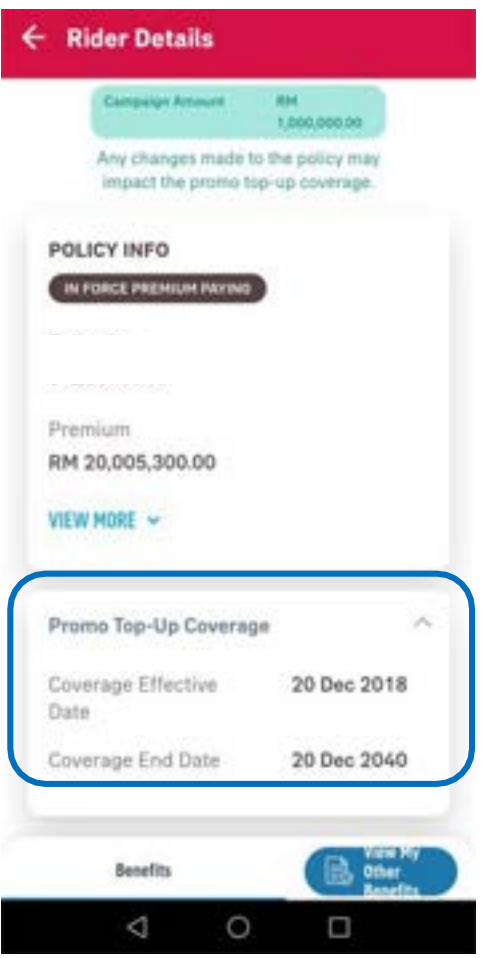 Rider Details
Campaign Amount RM
1,000,000.00
Any changes made to the policy may
impact the promo top-up coverage.
POLICY INFO
IN FORCE PREMIUM PAYING
Premium
RM 20,005,300.00
VIEW MORE
Promo Top-Up Coverage
Coverage Effective 20 Dec 2018
Date
Coverage End Date 20 Dec 2040
Benefits
View My
Other
Benefits